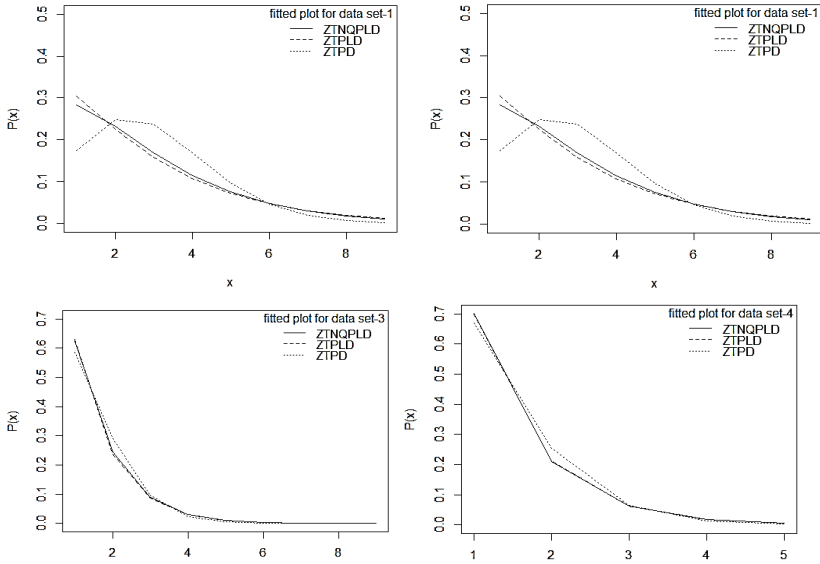 fitted plot for data set-1
ZTNQPLD
ZTPLD
ZTPD
P(x)
0.5
0.4
0.3
0.2
0.1
0.0
2 4 6 8
x
fitted plot for data set-1
ZTNQPLD
ZTPLD
ZTPD
P(x)
0.5
0.4
0.3
0.2
0.1
0.0
2 4 6 8
x
fitted plot for data set-3
ZTNQPLD
ZTPLD
ZTPD
P(x)
0.7
0.6
0.5
0.4
0.3
0.2
0.1
0.0
2 4 6 8
fitted plot for data set-4
ZTNQPLD
ZTPLD
ZTPD
P(x)
0.7
0.6
0.5
0.4
0.3
0.2
0.1
0.0
1 2 3 4 5